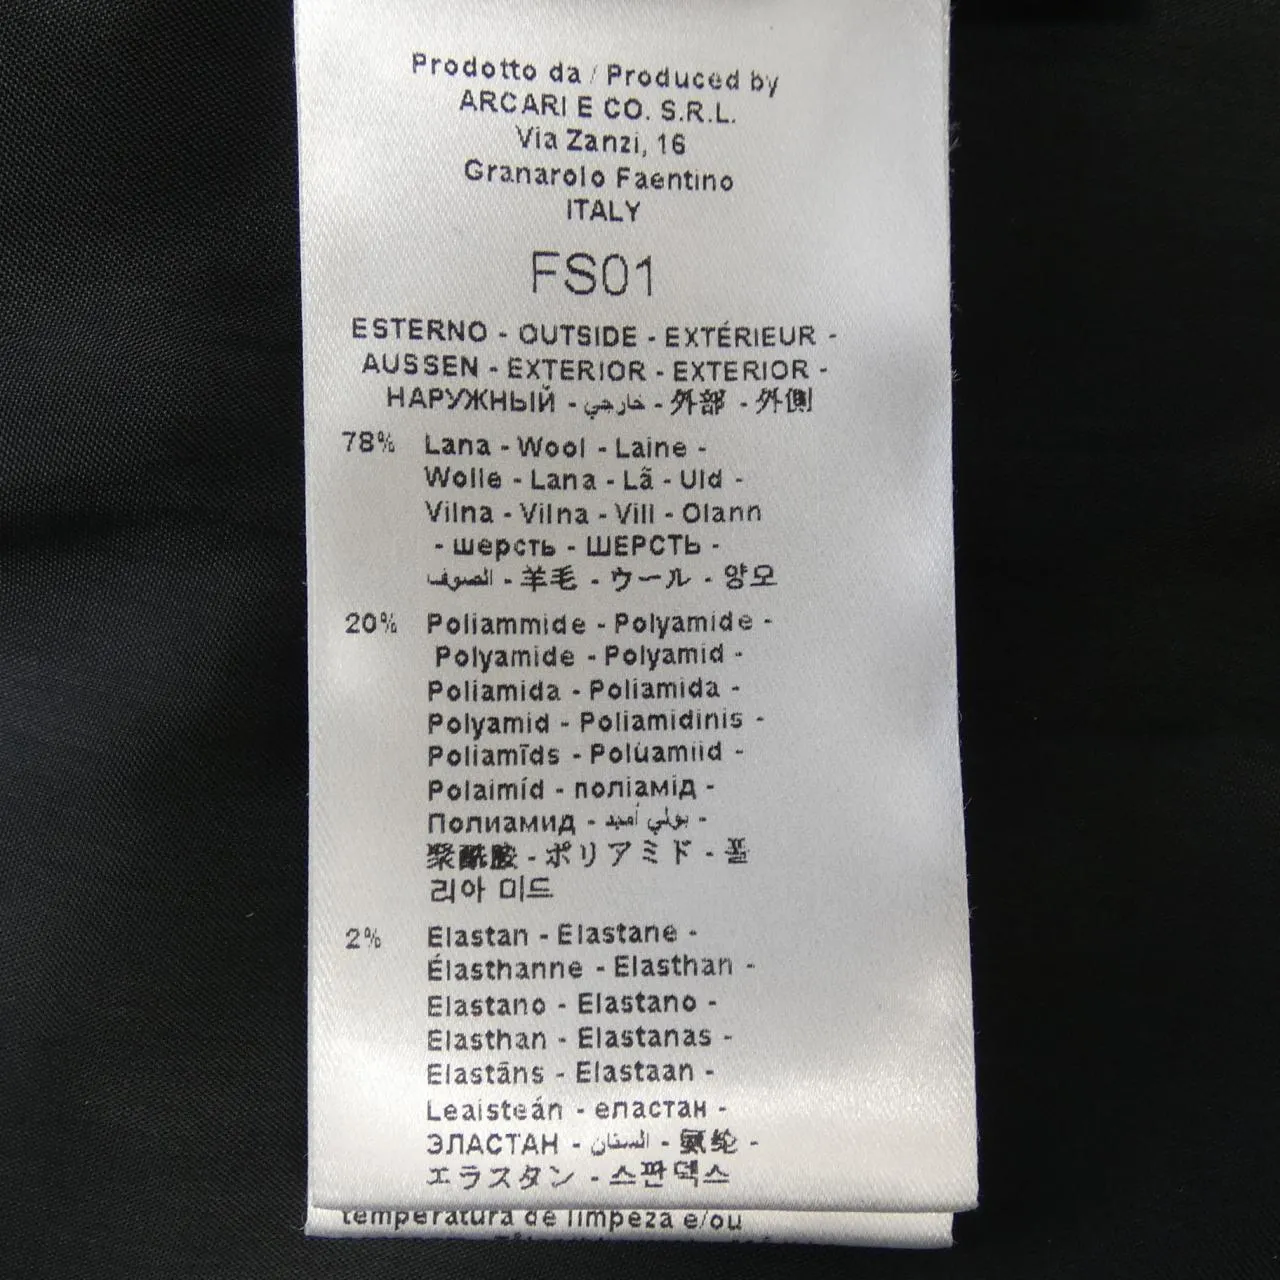 Prodotto da / Produced by
ARCARI E CO. S.R.L.
Via Zanzi, 16
Granarolo Faentino
ITALY
FS01
ESTERNO - OUTSIDE - EXTÉRIEUR -
AUSSEN - EXTERIOR - EXTERIOR -
НАРУЖНЫЙ - خارجي - 外部 - 外側
78% Lana - Wool - Laine -
Wolle - Lana - Lã - Uld -
Vilna - Vilna - Vill - Olann
- шерсть - ШЕРСТЬ -
الصوف - 羊毛 - ウール - 양모
20% Poliammide - Polyamide -
Polyamide - Polyamid -
Poliamida - Poliamida -
Polyamid - Poliamidinis -
Poliamīds - Polüamiid -
Polaimíd - поліамід -
Полиамид - بولي أميد -
聚酰胺 - ポリアミド - 폴
리아 미드
2% Elastan - Elastane -
Élasthanne - Elasthan -
Elastano - Elastano -
Elasthan - Elastanas -
Elastāns - Elastaan -
Leaisteán - еластан -
ЭЛАСТАН - السنان - 氨纶 -
エラスタン - 스판덱스
temperatura de limpeza e/ou